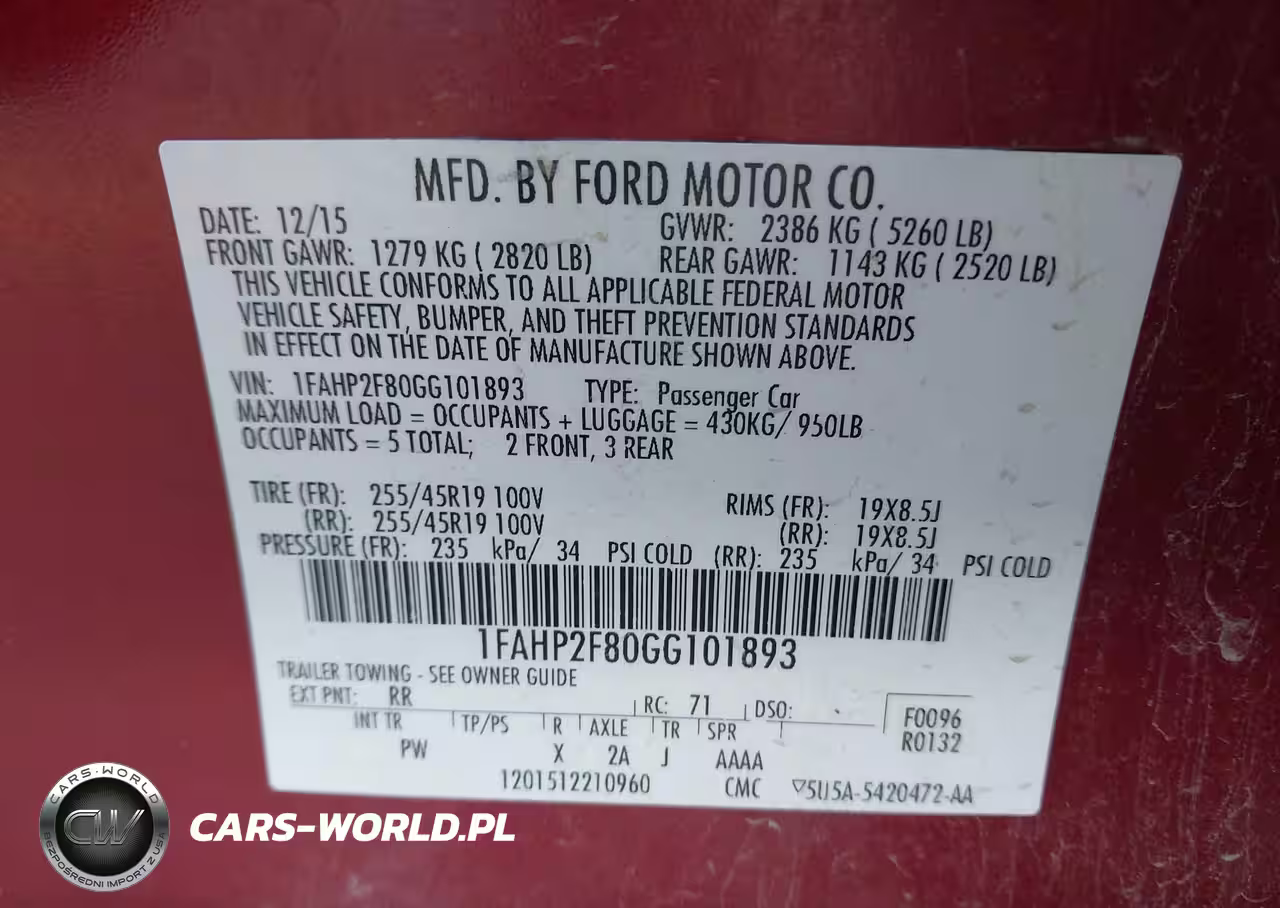 MFD. BY FORD MOTOR CO.
DATE: 12/15 GVWR: 2386 KG ( 5260 LB)
FRONT GAWR: 1279 KG ( 2820 LB) REAR GAWR: 1143 KG ( 2520 LB)
THIS VEHICLE CONFORMS TO ALL APPLICABLE FEDERAL MOTOR
VEHICLE SAFETY, BUMPER, AND THEFT PREVENTION STANDARDS
IN EFFECT ON THE DATE OF MANUFACTURE SHOWN ABOVE.
VIN: 1FAHP2F80GG101893 TYPE: Passenger Car
MAXIMUM LOAD = OCCUPANTS + LUGGAGE = 430KG/ 950LB
OCCUPANTS = 5 TOTAL; 2 FRONT, 3 REAR
TIRE (FR): 255/45R19 100V RIMS (FR): 19X8.5J
(RR): 255/45R19 100V (RR): 19X8.5J
PRESSURE (FR): 235 kPa/ 34 PSI COLD (RR): 235 kPa/ 34 PSI COLD
1FAHP2F80GG101893
TRAILER TOWING - SEE OWNER GUIDE
EXT PNT: RR RC: 71 DSO: F0096
INT TR TP/PS R AXLE TR SPR R0132
PW X 2A J AAAA
1201512210960 CMC ▽5U5A-5420472-AA
CARS-WORLD
CW
BEZPOŚREDNI IMPORT Z USA
CARS-WORLD.PL